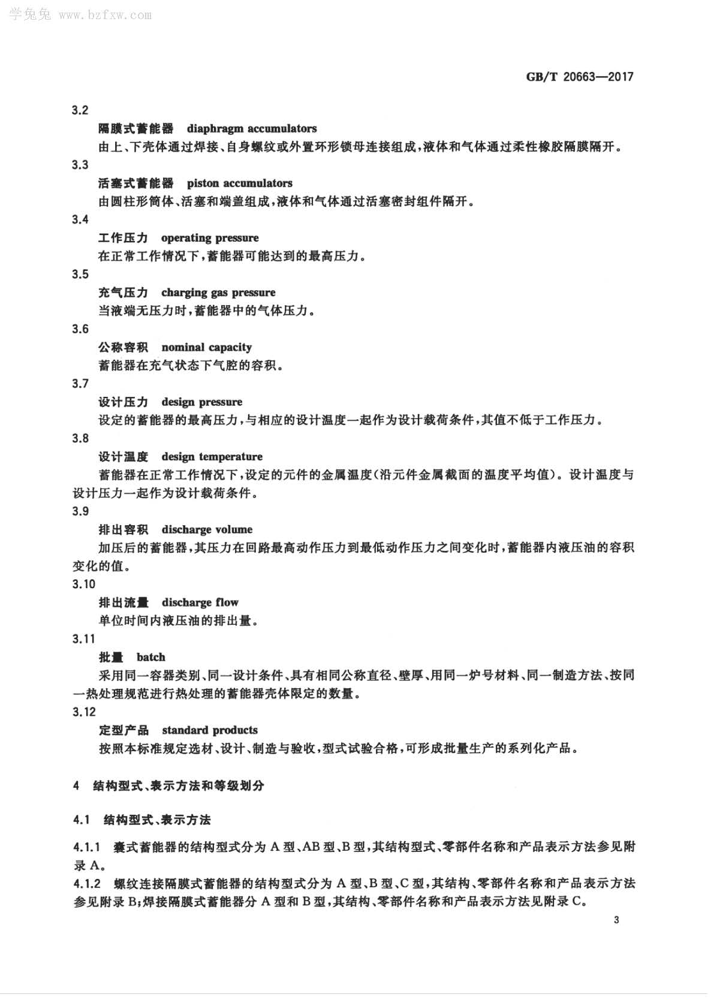 学兔兔 www.bzfxw.com
GB/T 20663—2017
3.2
隔膜式蓄能器 diaphragm accumulators
由上、下壳体通过焊接、自身螺纹或外置环形锁母连接组成,液体和气体通过柔性橡胶隔膜隔开。
3.3
活塞式蓄能器 piston accumulators
由圆柱形筒体、活塞和端盖组成,液体和气体通过活塞密封组件隔开。
3.4
工作压力 operating pressure
在正常工作情况下,蓄能器可能达到的最高压力。
3.5
充气压力 charging gas pressure
当液端无压力时,蓄能器中的气体压力。
3.6
公称容积 nominal capacity
蓄能器在充气状态下气腔的容积。
3.7
设计压力 design pressure
设定的蓄能器的最高压力,与相应的设计温度一起作为设计载荷条件,其值不低于工作压力。
3.8
设计温度 design temperature
蓄能器在正常工作情况下,设定的元件的金属温度(沿元件金属截面的温度平均值)。设计温度与
设计压力一起作为设计载荷条件。
3.9
排出容积 discharge volume
加压后的蓄能器,其压力在回路最高动作压力到最低动作压力之间变化时,蓄能器内液压油的容积
变化的值。
3.10
排出流量 discharge flow
单位时间内液压油的排出量。
3.11
批量 batch
采用同一容器类别、同一设计条件、具有相同公称直径、壁厚、用同一炉号材料、同一制造方法、按同
一热处理规范进行热处理的蓄能器壳体限定的数量。
3.12
定型产品 standard products
按照本标准规定选材、设计、制造与验收,型式试验合格,可形成批量生产的系列化产品。
4 结构型式、表示方法和等级划分
4.1 结构型式、表示方法
4.1.1 囊式蓄能器的结构型式分为 A 型、AB 型、B 型,其结构型式、零部件名称和产品表示方法参见附
录 A。
4.1.2 螺纹连接隔膜式蓄能器的结构型式分为 A 型、B 型、C 型,其结构、零部件名称和产品表示方法
参见附录 B;焊接隔膜式蓄能器分 A 型和 B 型,其结构、零部件名称和产品表示方法见附录 C。
3